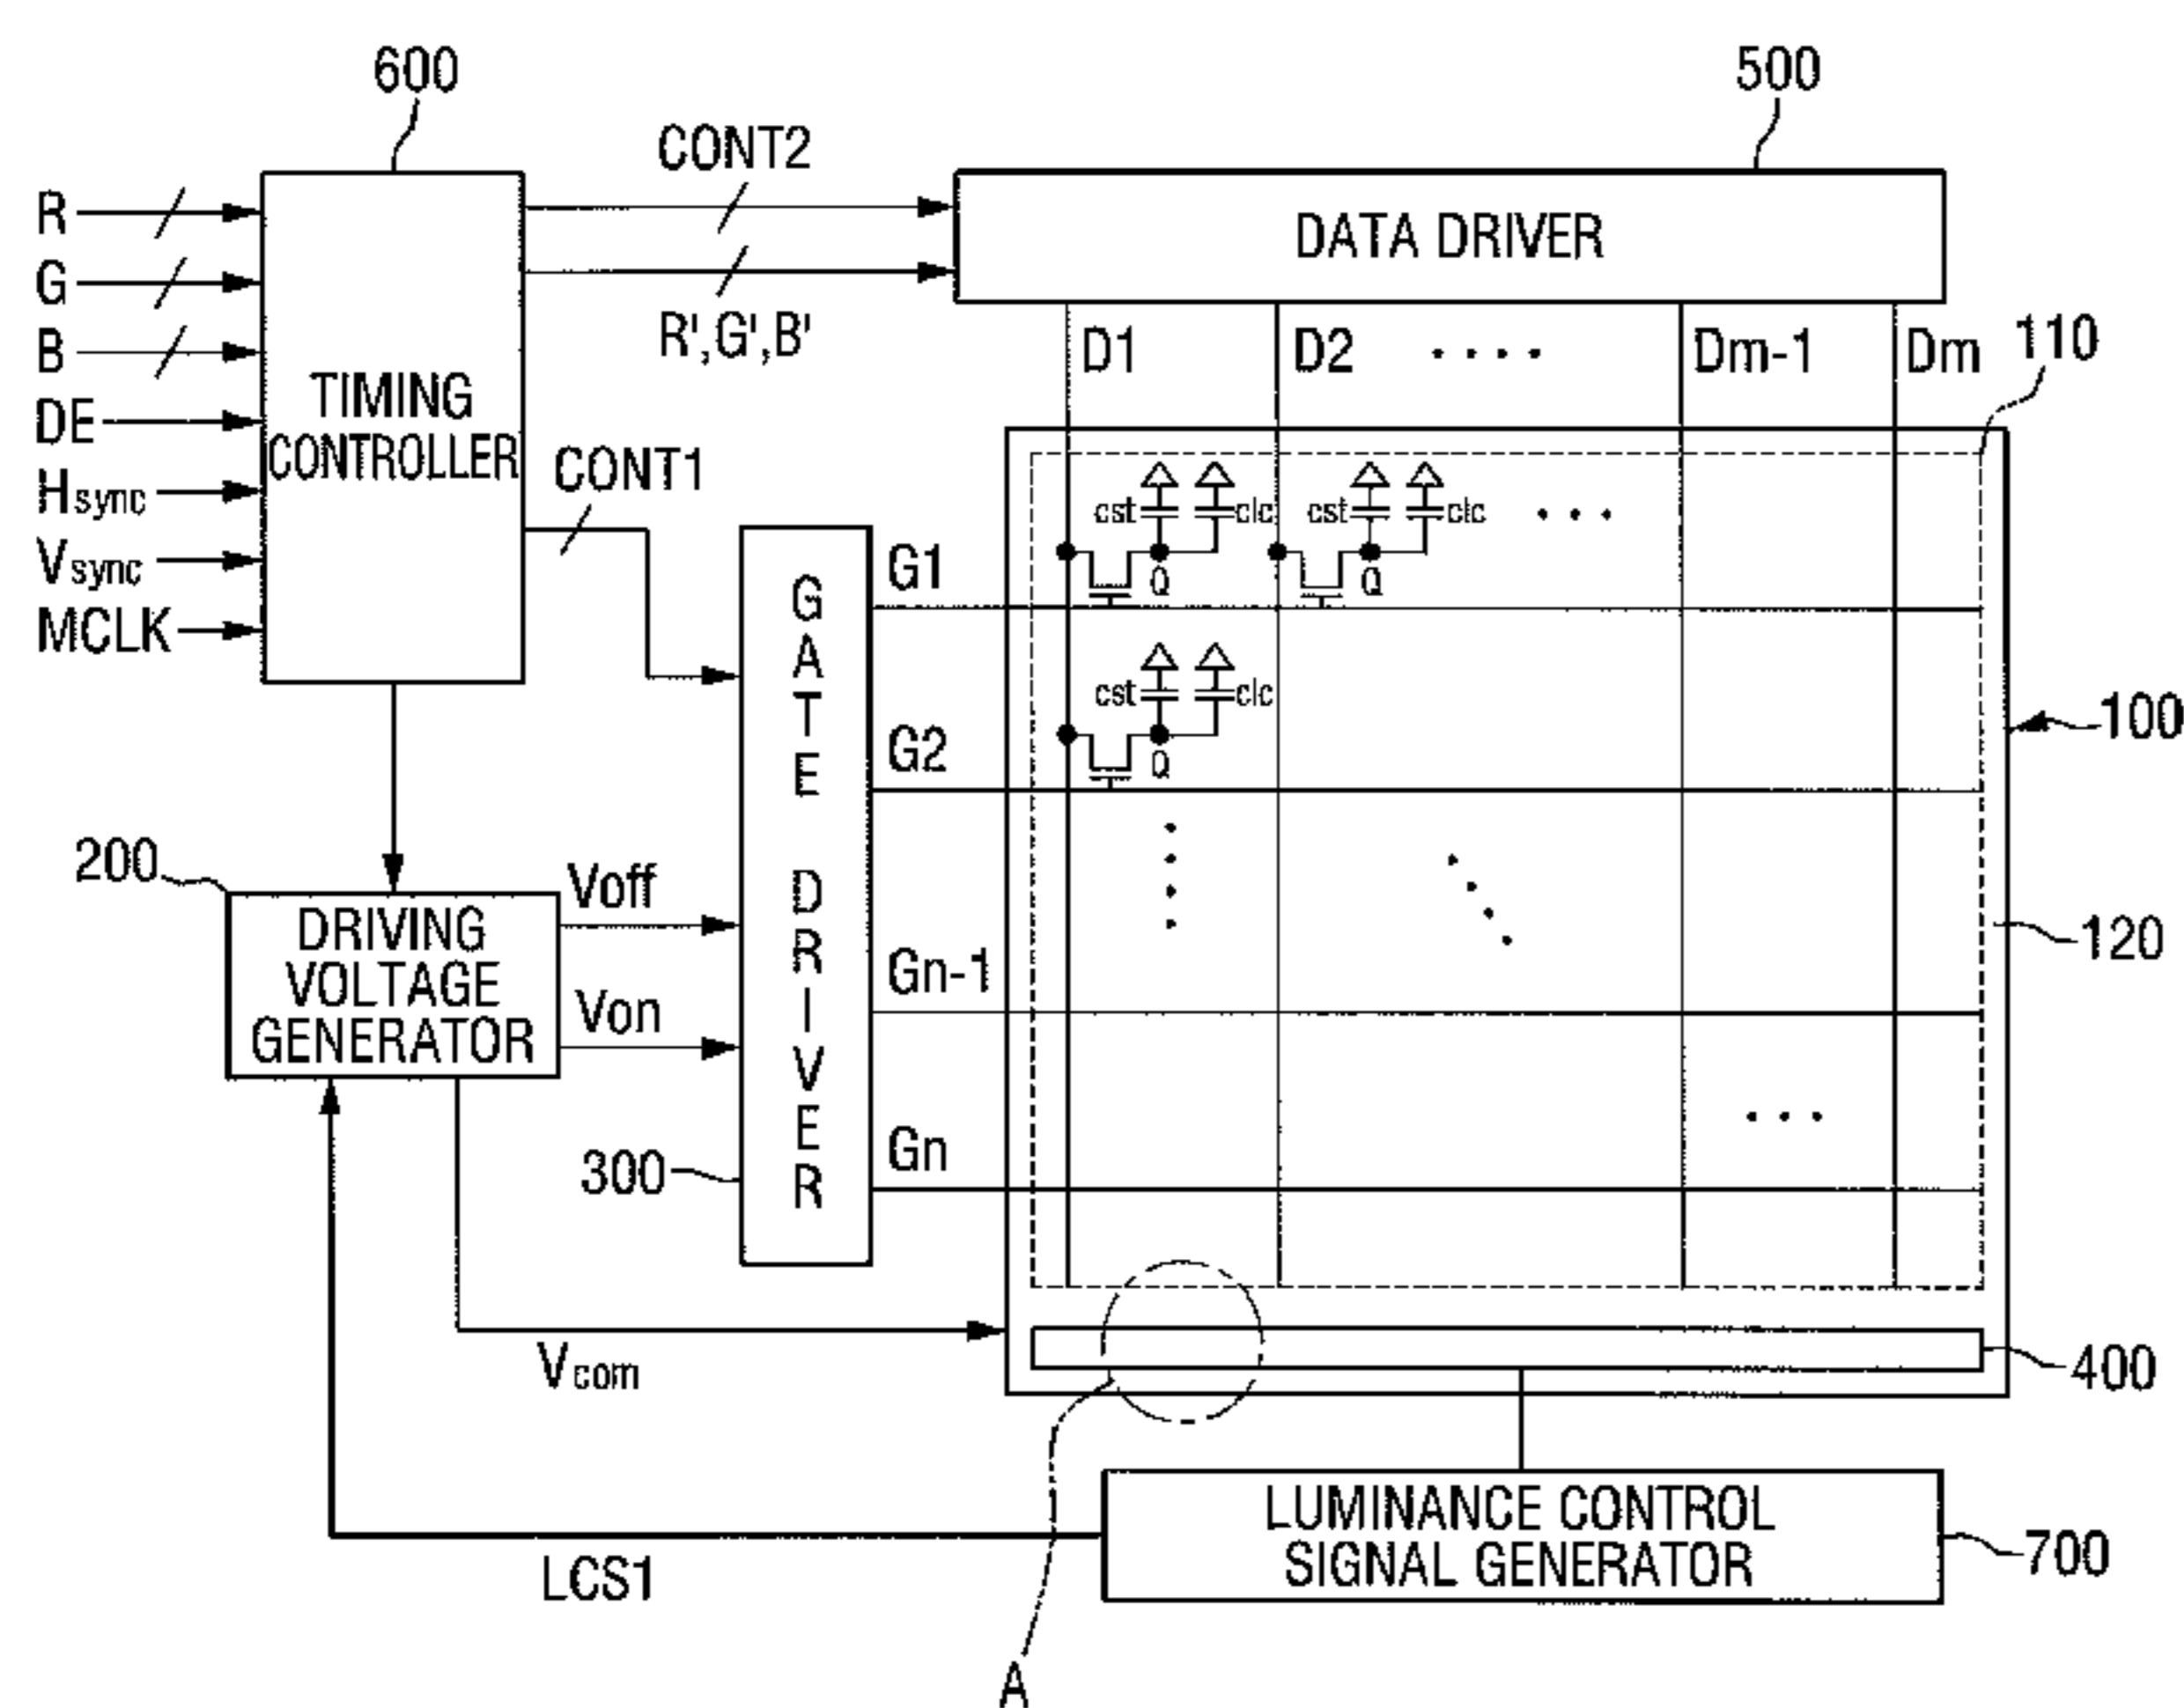 600
500
CONT2
R
G
B
DE
Hsync
Vsync
MCLK
TIMING
CONTROLLER
DATA DRIVER
R',G',B'
D1
D2
Dm-1
Dm
110
CONT1
cst
clc
cst
clc
Q
Q
G1
cst
clc
Q
G2
100
GATE DRIVER
200
DRIVING
VOLTAGE
GENERATOR
Voff
Von
Gn-1
120
300
Gn
Vcom
400
LUMINANCE CONTROL
SIGNAL GENERATOR
700
LCS1
A